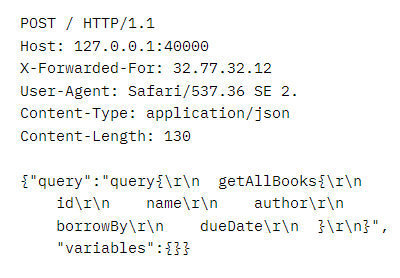 POST / HTTP/1.1
Host: 127.0.0.1:40000
X-Forwarded-For: 32.77.32.12
User-Agent: Safari/537.36 SE 2.
Content-Type: application/json
Content-Length: 130

{"query":"query{\r\n  getAllBooks{\r\n
    id\r\n    name\r\n    author\r\n
    borrowBy\r\n    dueDate\r\n  }\r\n}",
    "variables":{}}